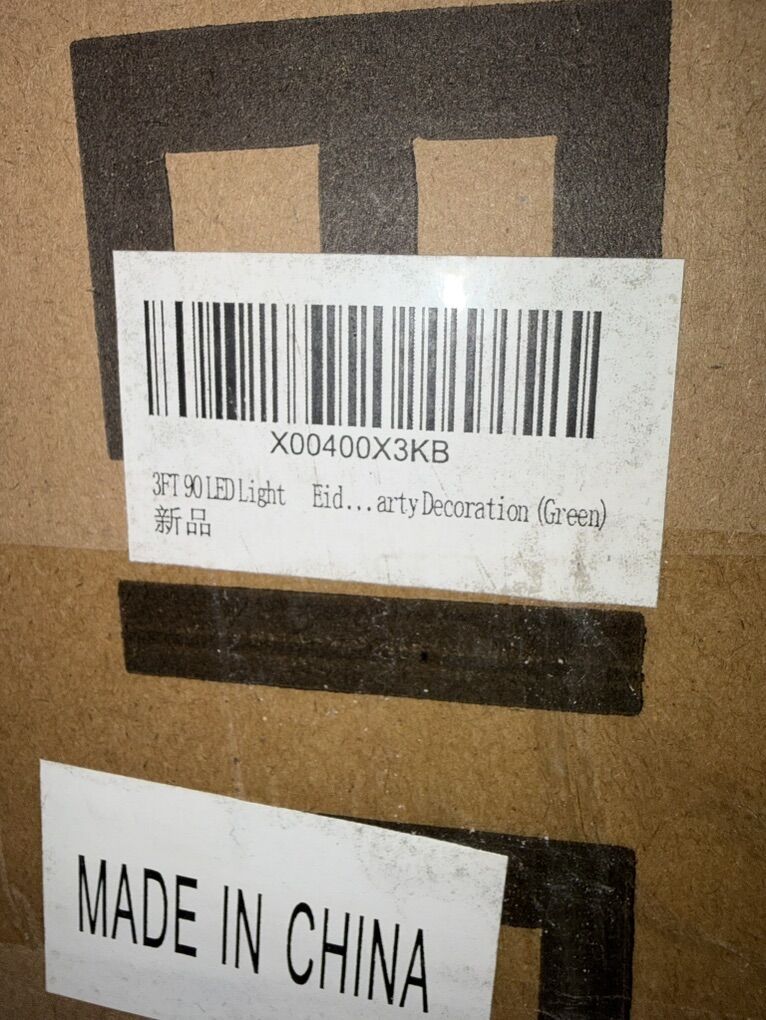 X00400X3KB
3FT 90 LED Light Eid...arty Decoration (Green)
新品
MADE IN CHINA